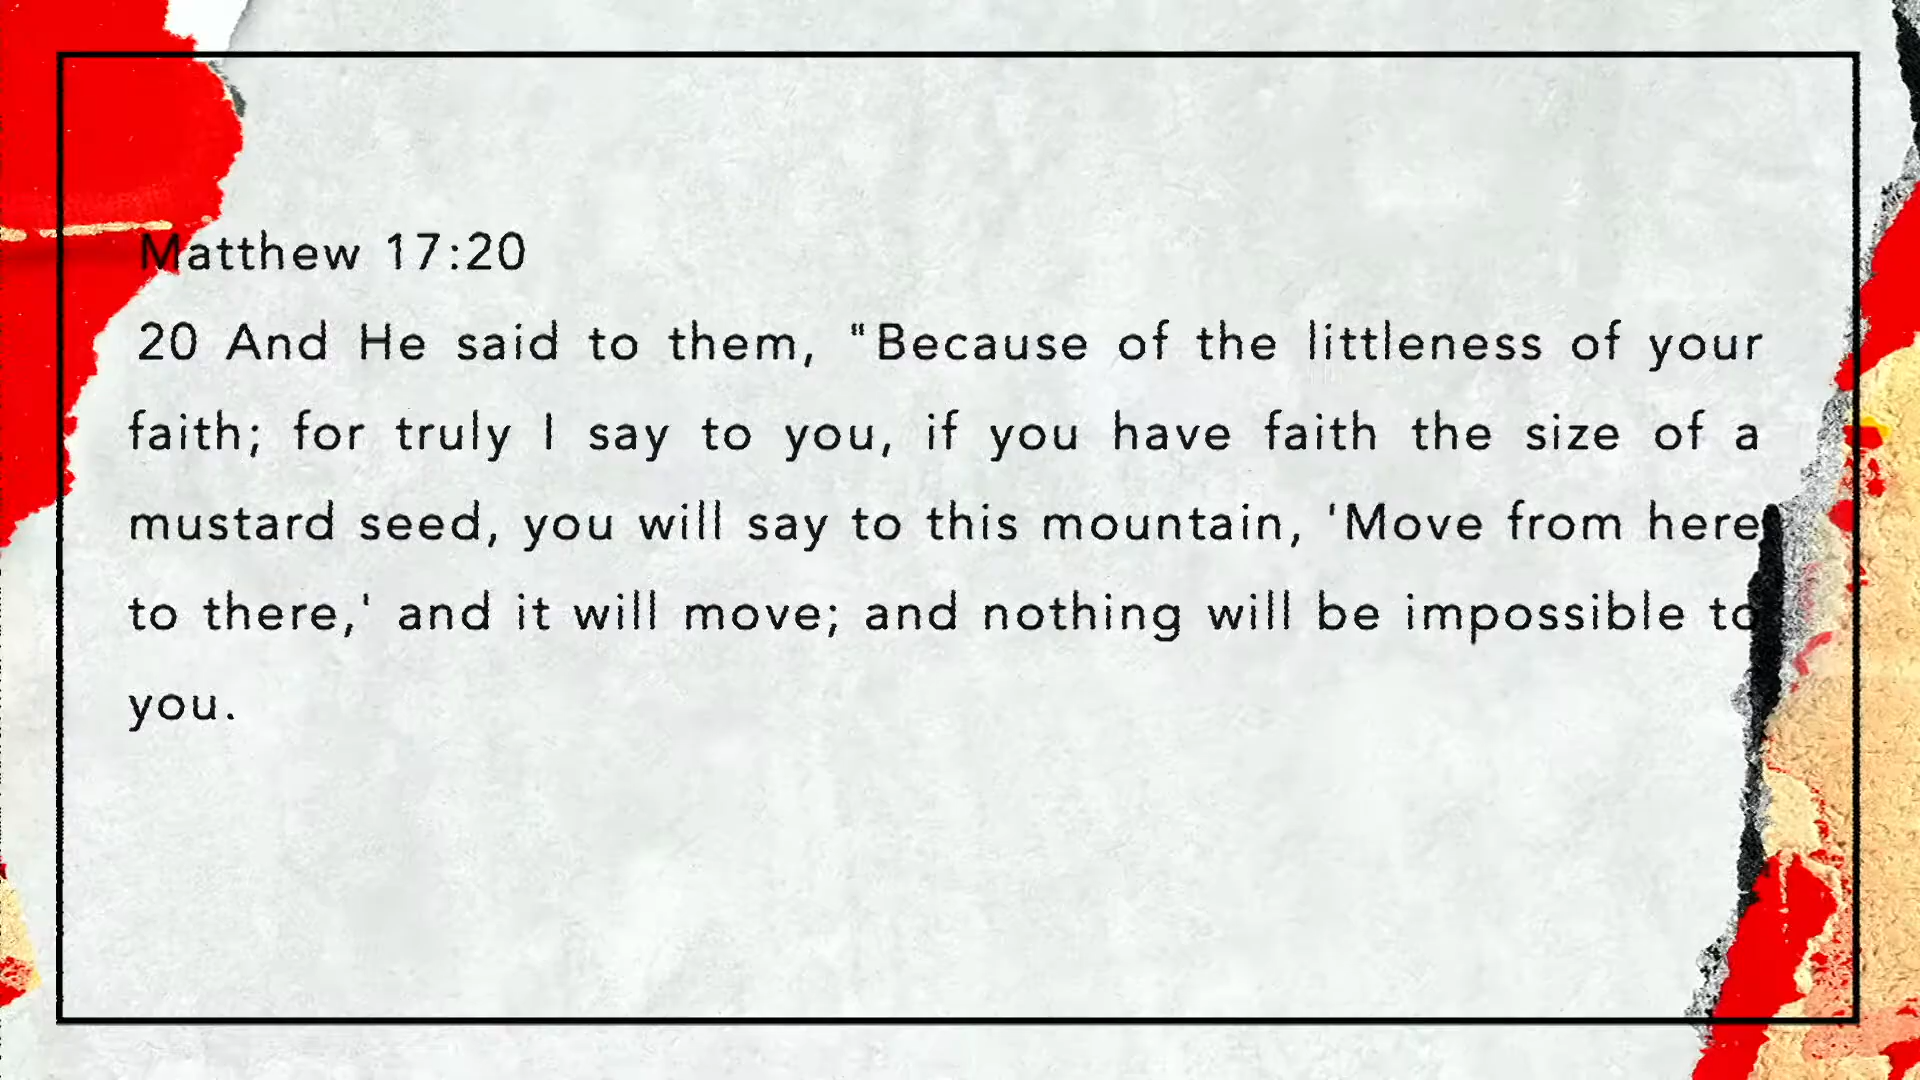 Matthew 17:20
20 And He said to them, "Because of the littleness of your
faith; for truly I say to you, if you have faith the size of a
mustard seed, you will say to this mountain, 'Move from here
to there,' and it will move; and nothing will be impossible to
you.